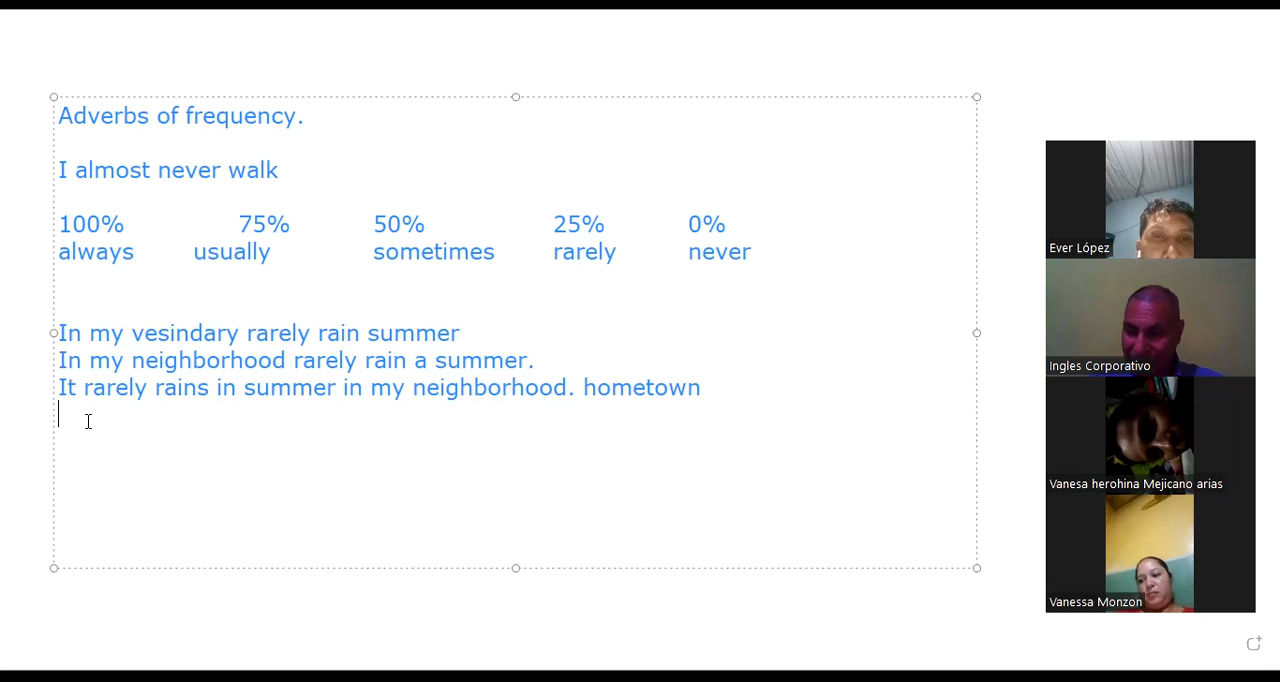 Adverbs of frequency.
I almost never walk
100% 75% 50% 25% 0%
always usually sometimes rarely never
In my vesindary rarely rain summer
In my neighborhood rarely rain a summer.
It rarely rains in summer in my neighborhood. hometown
Ever López
Ingles Corporativo
Vanesa herohina Mejicano arias
Vanessa Monzon